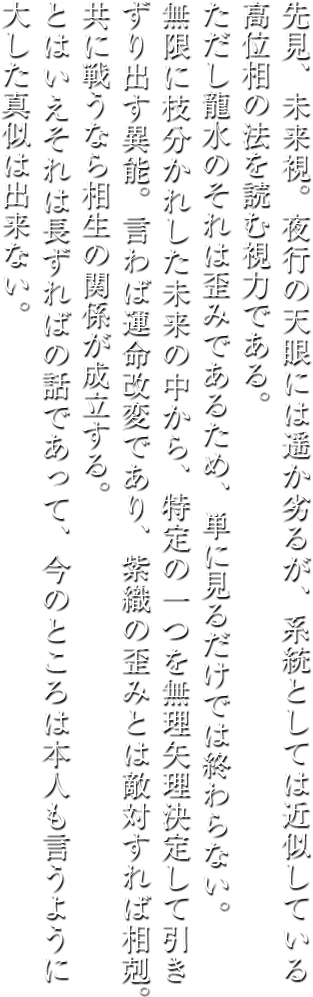 先見、未来視。夜行の天眼には遥か劣るが、系統としては近似している
高位相の法を読む視力である。
ただし龍水のそれは歪みであるため、単に見るだけでは終わらない。
無限に枝分かれした未来の中から、特定の一つを無理矢理決定して引き
ずり出す異能。言わば運命改変であり、紫織の歪みとは敵対すれば相剋。
共に戦うなら相生の関係が成立する。
とはいえそれは長ずればの話であって、今のところは本人も言うように
大した真似は出来ない。